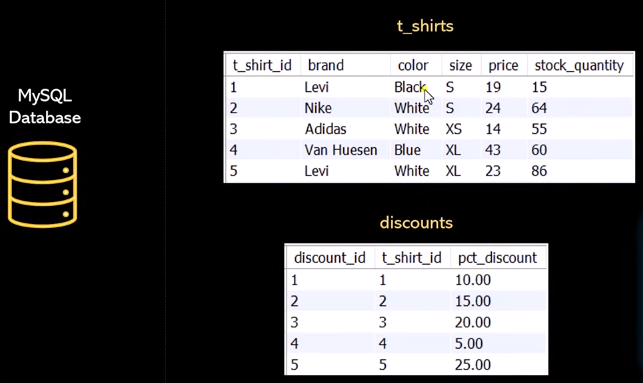 t_shirts
MySQL
Database
t_shirt_id brand color size price stock_quantity
1 Levi Black S 19 15
2 Nike White S 24 64
3 Adidas White XS 14 55
4 Van Huesen Blue XL 43 60
5 Levi White XL 23 86
discounts
discount_id t_shirt_id pct_discount
1 1 10.00
2 2 15.00
3 3 20.00
4 4 5.00
5 5 25.00